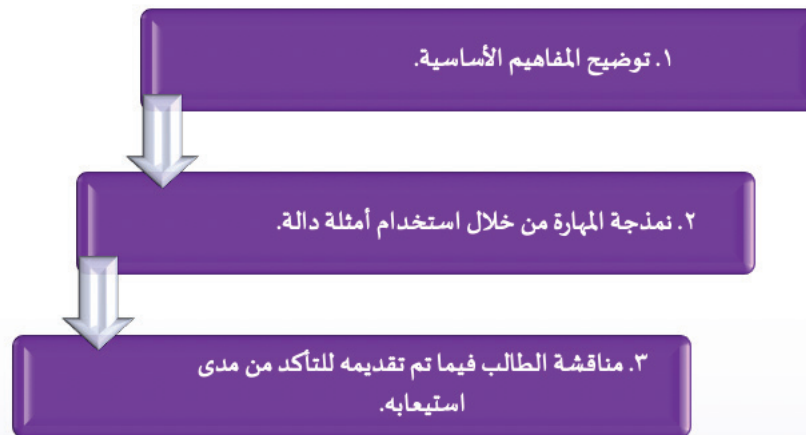 ١. توضيح المفاهيم الأساسية.
٢. نمذجة المهارة من خلال استخدام أمثلة دالة.
٣. مناقشة الطالب فيما تم تقديمه للتأكد من مدى
استيعابه.